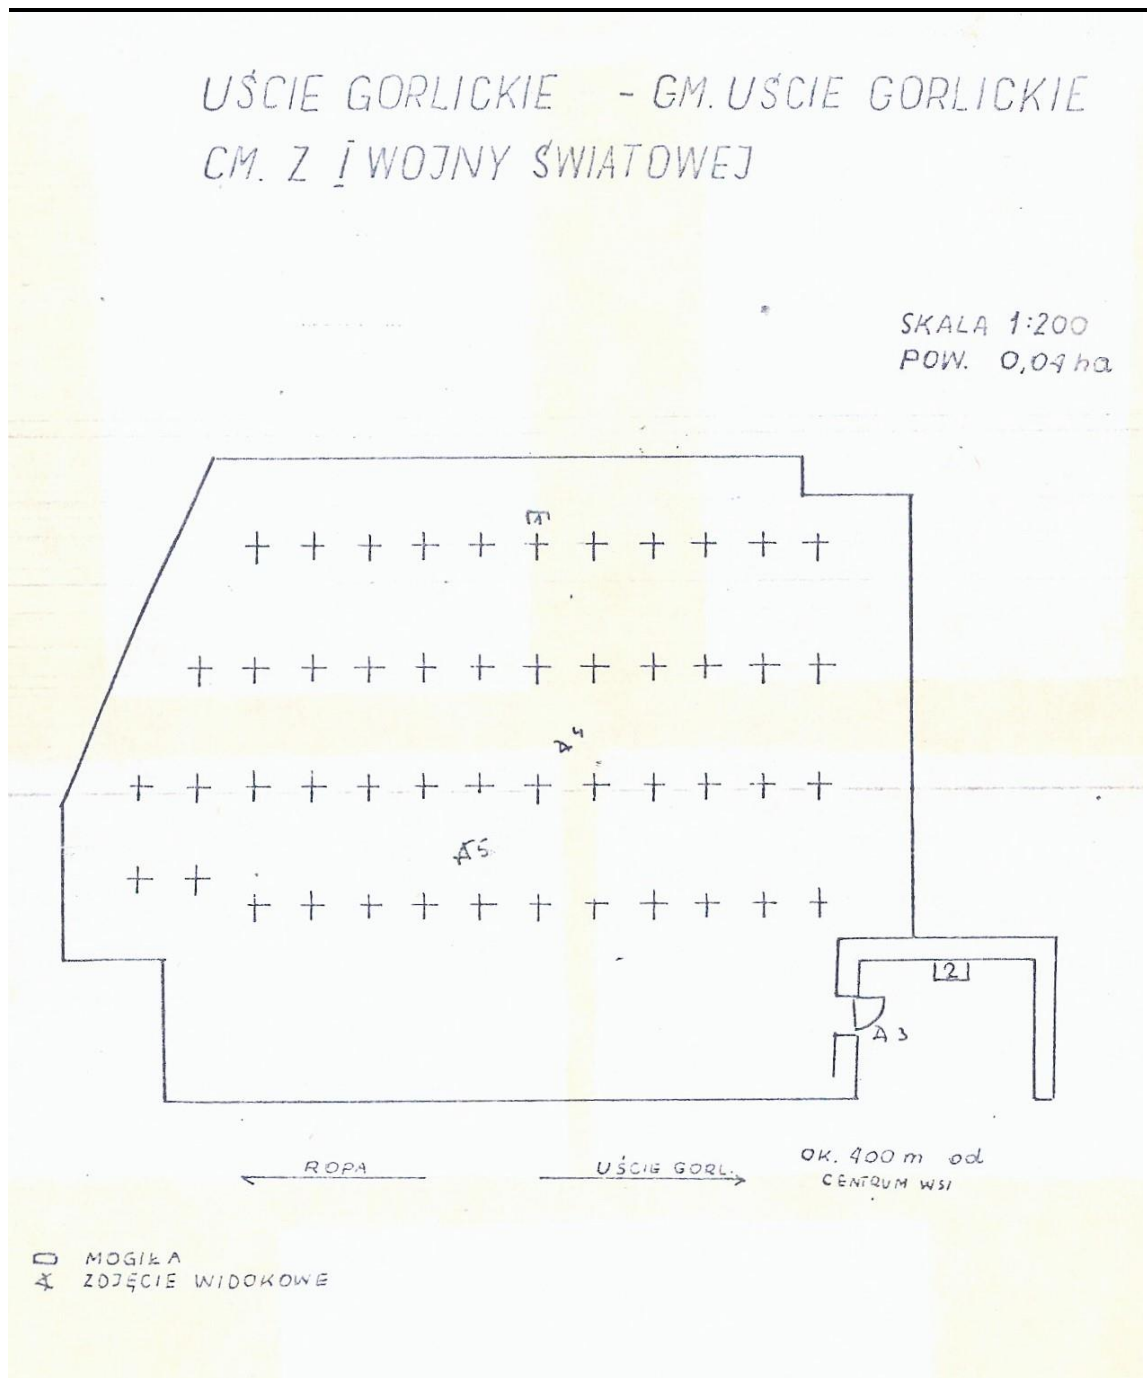 UŚCIE GORLICKIE - GM. UŚCIE GORLICKIE
CM. Z I WOJNY ŚWIATOWEJ
SKALA 1:200
POW. 0,04 ha
1
4
5
2
3
ROPA
UŚCIE GORL.
OK. 400 m od
CENTRUM WSI
MOGIŁA
ZDJĘCIE WIDOKOWE